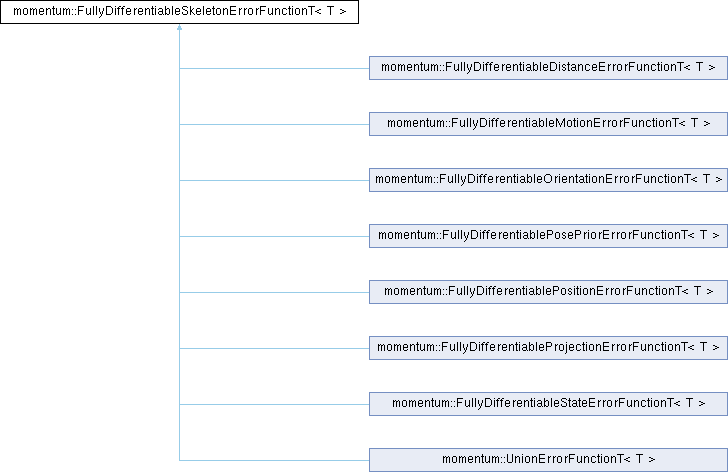 momentum::FullyDifferentiableSkeletonErrorFunctionT< T >
momentum::FullyDifferentiableDistanceErrorFunctionT< T >
momentum::FullyDifferentiableMotionErrorFunctionT< T >
momentum::FullyDifferentiableOrientationErrorFunctionT< T >
momentum::FullyDifferentiablePosePriorErrorFunctionT< T >
momentum::FullyDifferentiablePositionErrorFunctionT< T >
momentum::FullyDifferentiableProjectionErrorFunctionT< T >
momentum::FullyDifferentiableStateErrorFunctionT< T >
momentum::UnionErrorFunctionT< T >